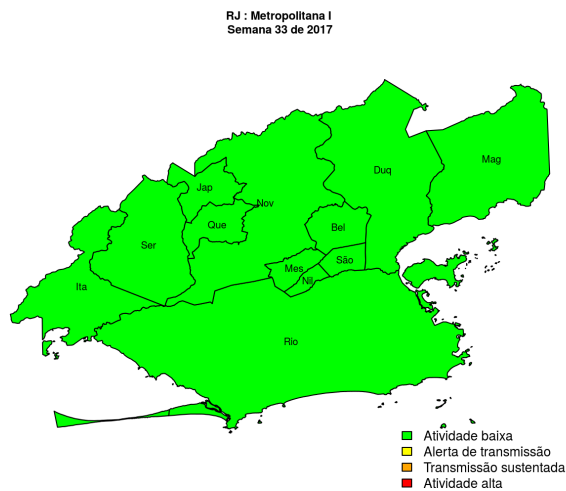 RJ : Metropolitana I
Semana 33 de 2017
Mag
Duq
Jap
Nov
Que
Bel
Ser
São
Mes
Nil
Ita
Rio
Atividade baixa
Alerta de transmissão
Transmissão sustentada
Atividade alta